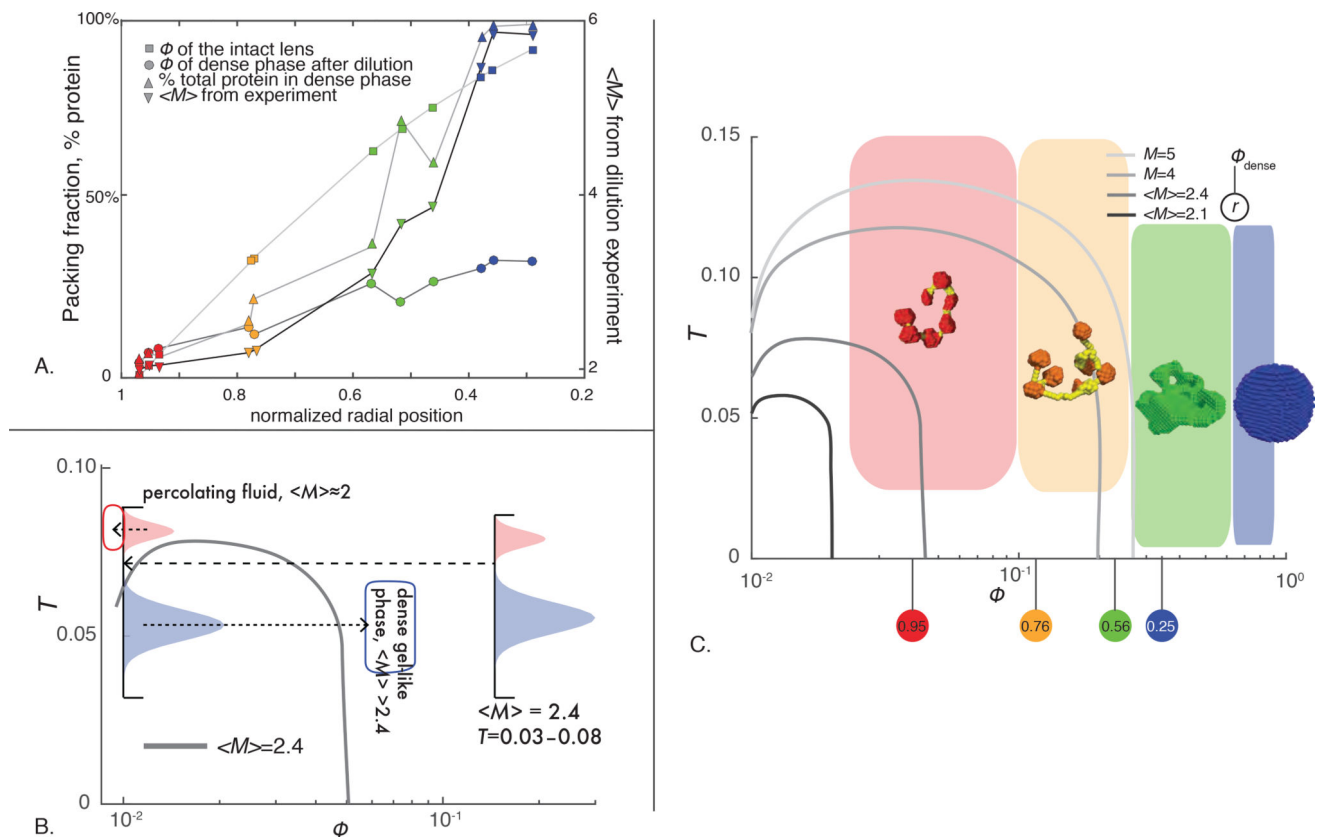 100%
50%
0
Packing fraction, % protein
Φ of the intact lens
Φ of dense phase after dilution
% total protein in dense phase
<M> from experiment
6
4
2
<M> from dilution experiment
1
0.8
0.6
0.4
0.2
normalized radial position
A.
0.10
0.05
0
T
percolating fluid, <M>≈2
dense gel-like
phase, <M> >2.4
<M> = 2.4
T=0.03–0.08
<M>=2.4
10⁻²
10⁻¹
Φ
B.
0.15
0.10
0.05
0
T
M=5
M=4
<M>=2.4
<M>=2.1
Φdense
r
10⁻²
10⁻¹
10⁰
Φ
0.95
0.76
0.56
0.25
C.